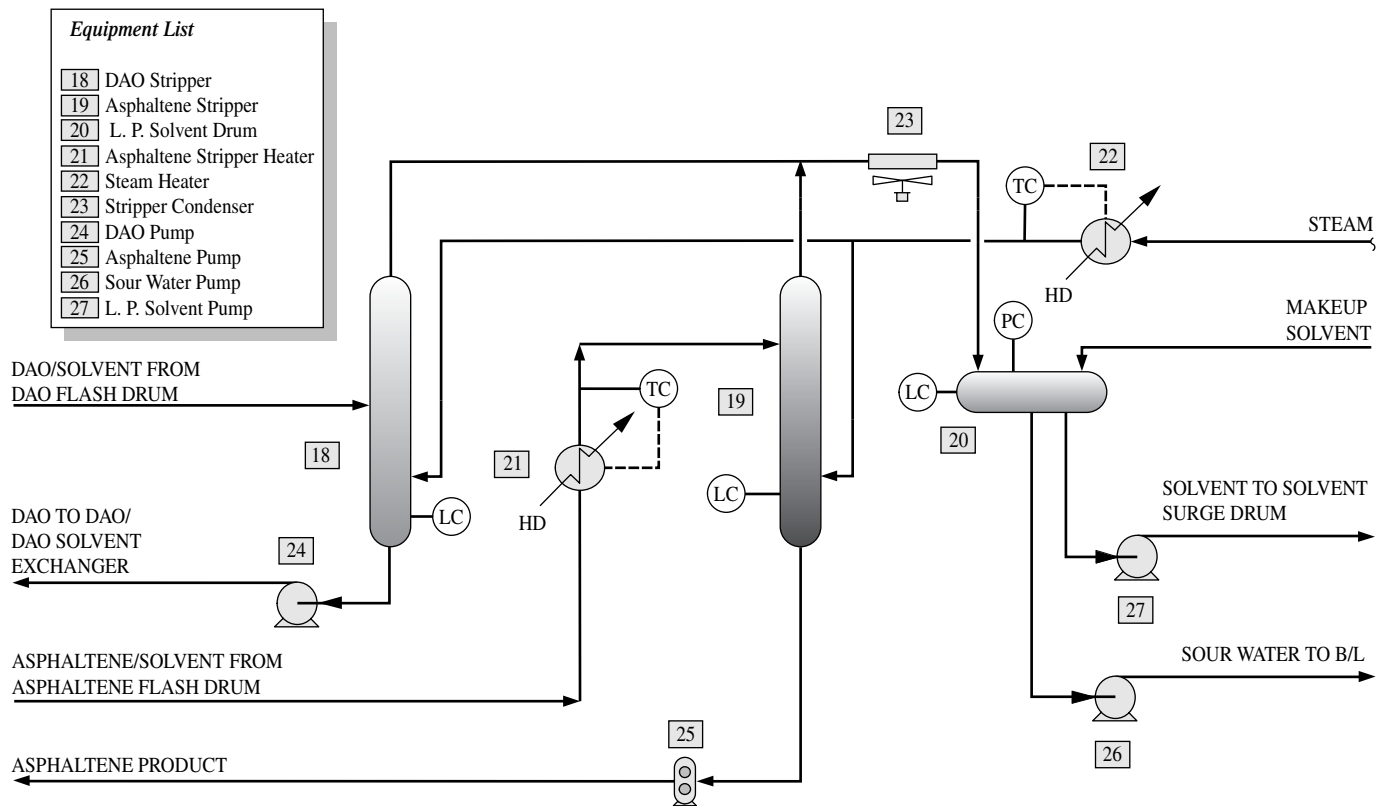 Equipment List
18 DAO Stripper
19 Asphaltene Stripper
20 L. P. Solvent Drum
21 Asphaltene Stripper Heater
22 Steam Heater
23 Stripper Condenser
24 DAO Pump
25 Asphaltene Pump
26 Sour Water Pump
27 L. P. Solvent Pump
23
22
TC
STEAM
HD
MAKEUP
SOLVENT
PC
DAO/SOLVENT FROM
DAO FLASH DRUM
TC
19
LC
20
18
21
LC
LC
HD
SOLVENT TO SOLVENT
SURGE DRUM
DAO TO DAO/
DAO SOLVENT
EXCHANGER
24
27
ASPHALTENE/SOLVENT FROM
ASPHALTENE FLASH DRUM
SOUR WATER TO B/L
25
26
ASPHALTENE PRODUCT